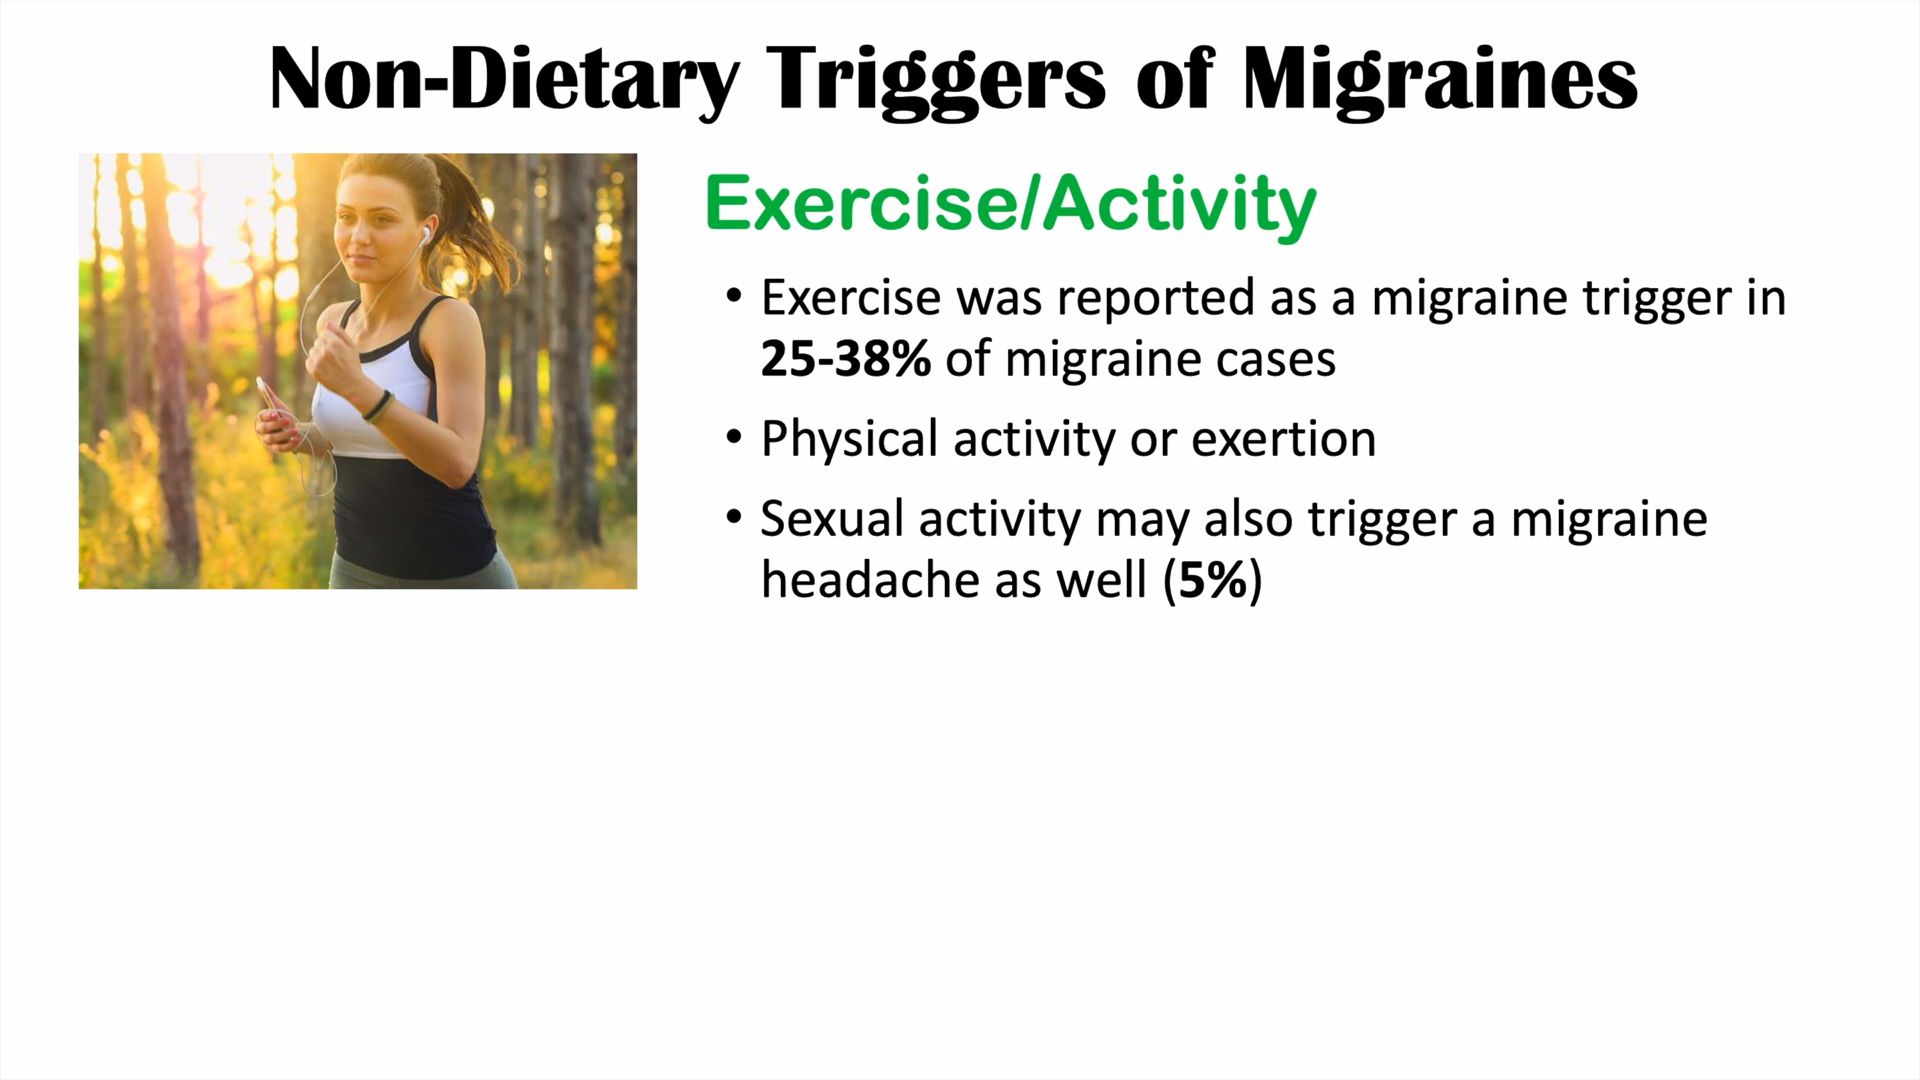 Non-Dietary Triggers of Migraines
Exercise/Activity
• Exercise was reported as a migraine trigger in
25-38% of migraine cases
• Physical activity or exertion
• Sexual activity may also trigger a migraine
headache as well (5%)